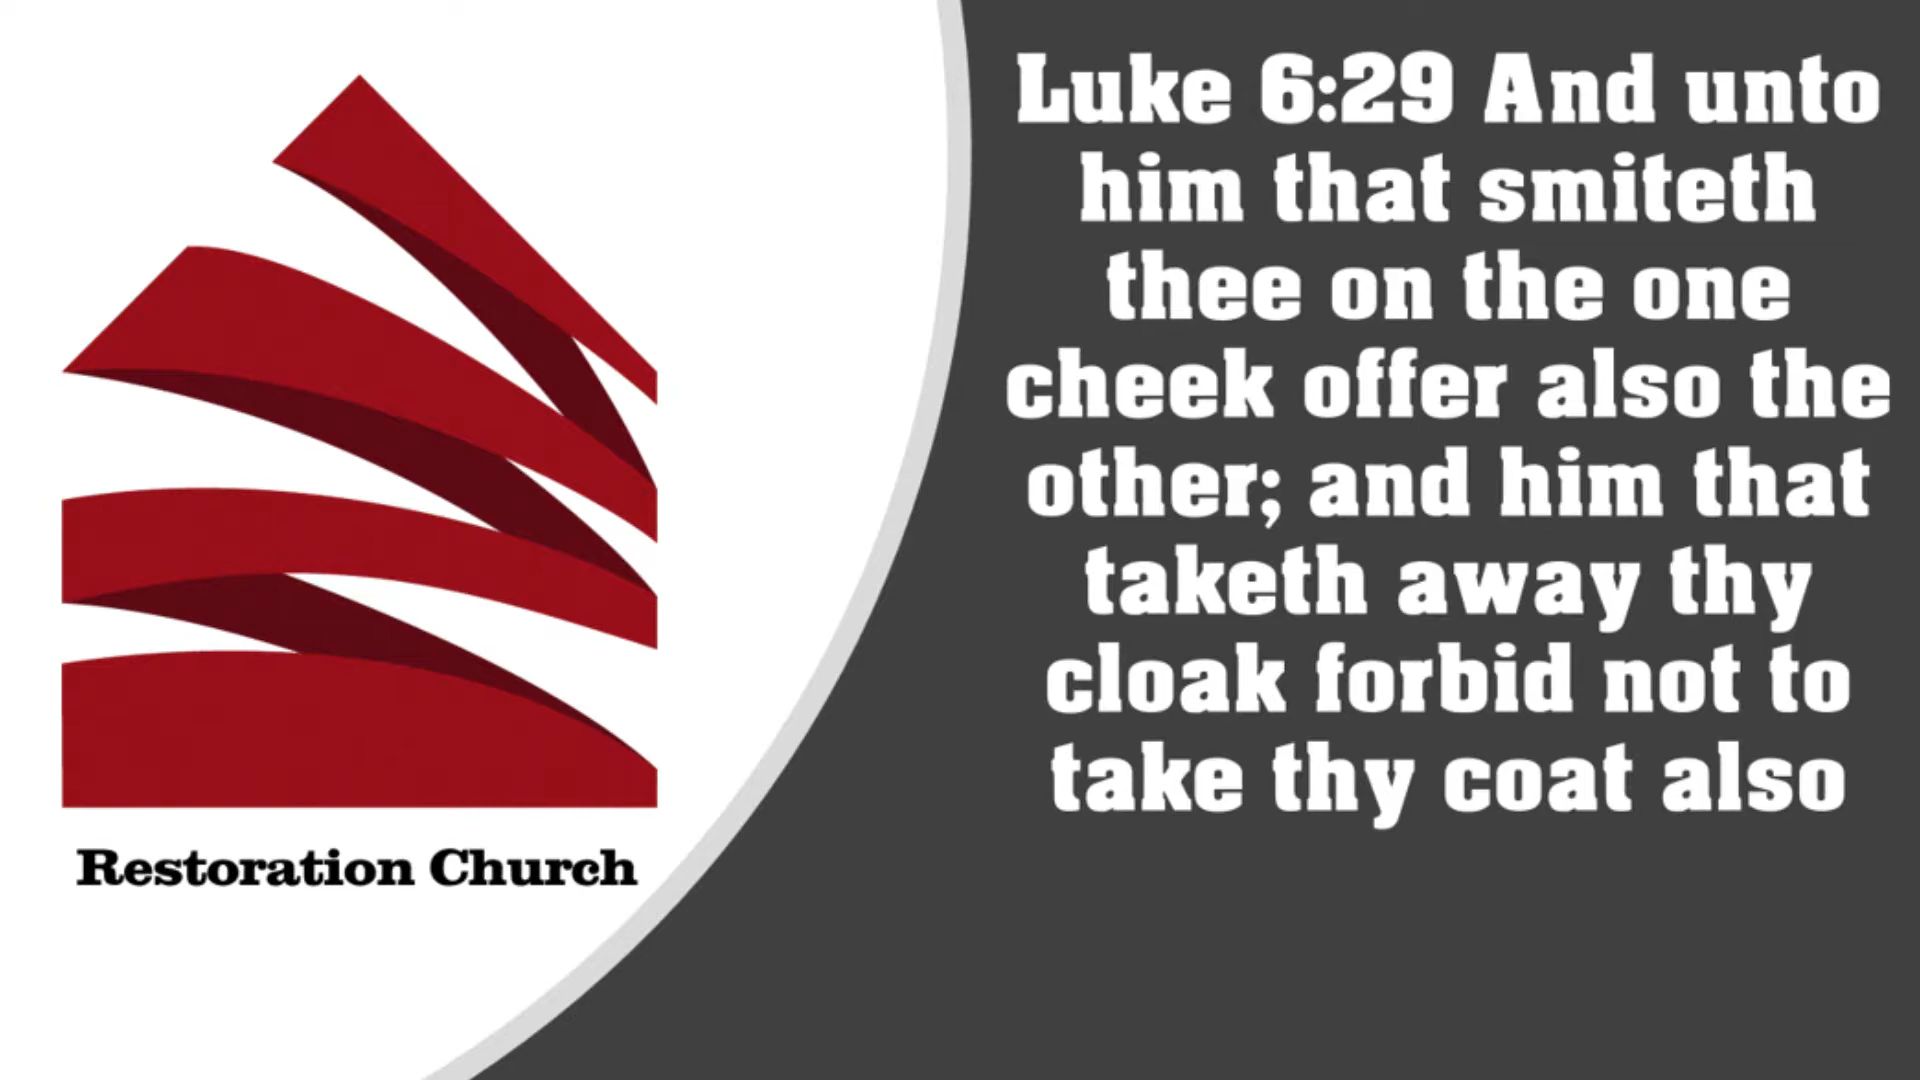 Luke 6:29 And unto
him that smiteth
thee on the one
cheek offer also the
other; and him that
taketh away thy
cloak forbid not to
take thy coat also
Restoration Church